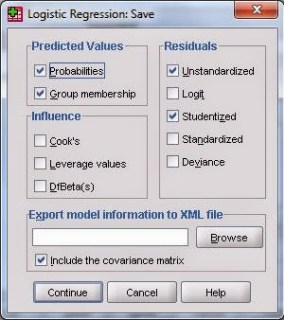 Logistic Regression: Save
Predicted Values
Probabilities
Group membership
Influence
Cook's
Leverage values
DfBeta(s)
Residuals
Unstandardized
Logit
Studentized
Standardized
Deviance
Export model information to XML file
Browse
Include the covariance matrix
Continue
Cancel
Help